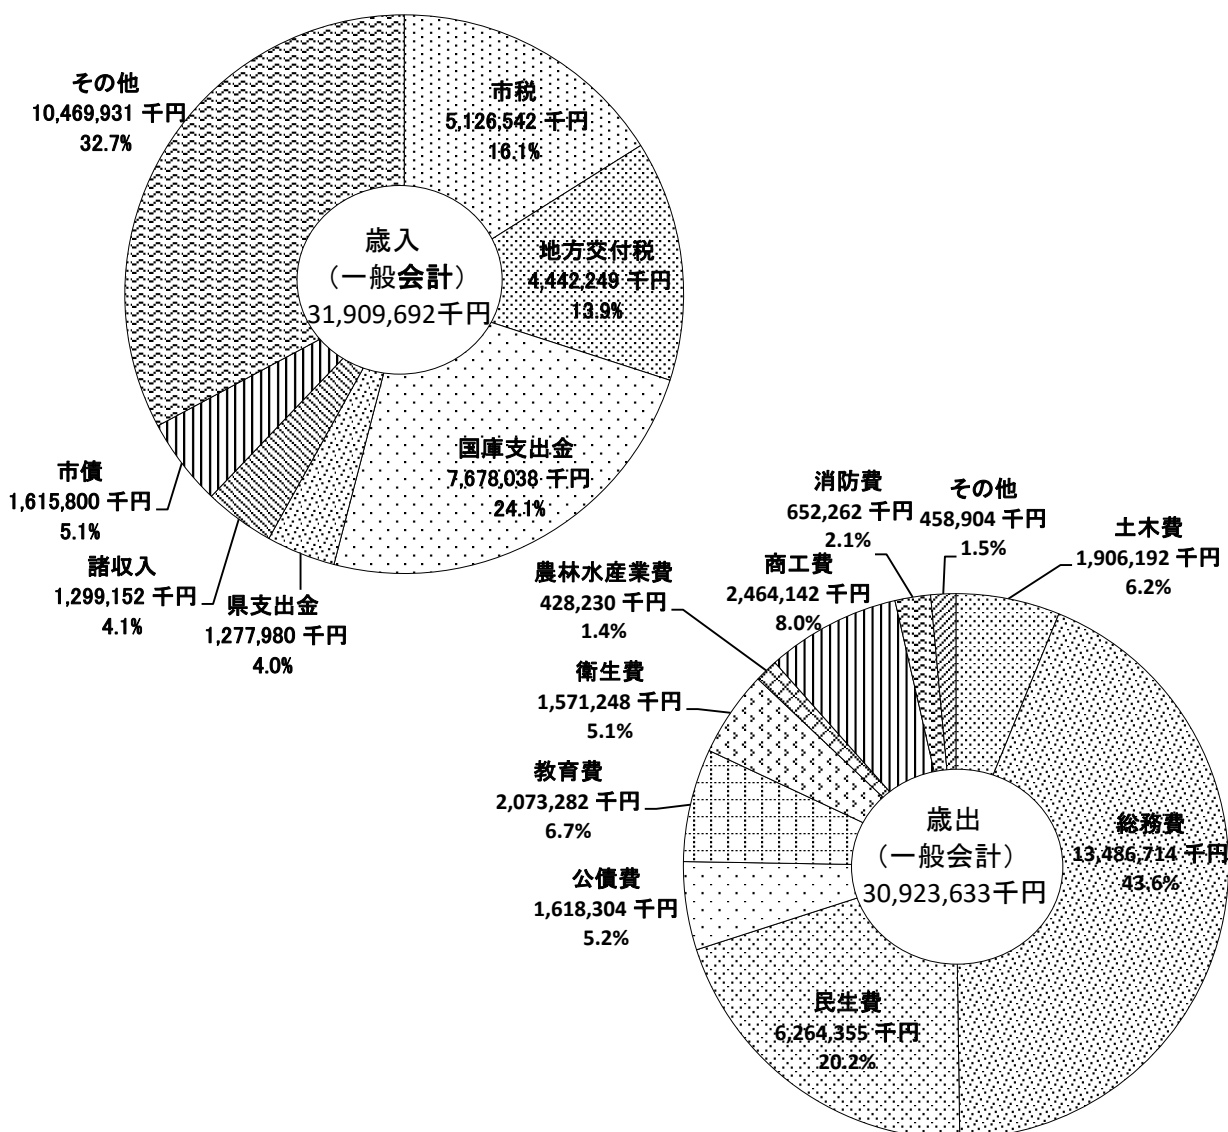 その他
10,469,931 千円
32.7%
市税
5,126,542 千円
16.1%
歳入
（一般会計）
31,909,692千円
地方交付税
4,442,249 千円
13.9%
国庫支出金
7,678,038 千円
24.1%
市債
1,615,800 千円
5.1%
諸収入
1,299,152 千円
4.1%
県支出金
1,277,980 千円
4.0%
消防費
652,262 千円
2.1%
その他
458,904 千円
1.5%
土木費
1,906,192 千円
6.2%
農林水産業費
428,230 千円
1.4%
商工費
2,464,142 千円
8.0%
衛生費
1,571,248 千円
5.1%
教育費
2,073,282 千円
6.7%
公債費
1,618,304 千円
5.2%
歳出
（一般会計）
30,923,633千円
総務費
13,486,714 千円
43.6%
民生費
6,264,355 千円
20.2%